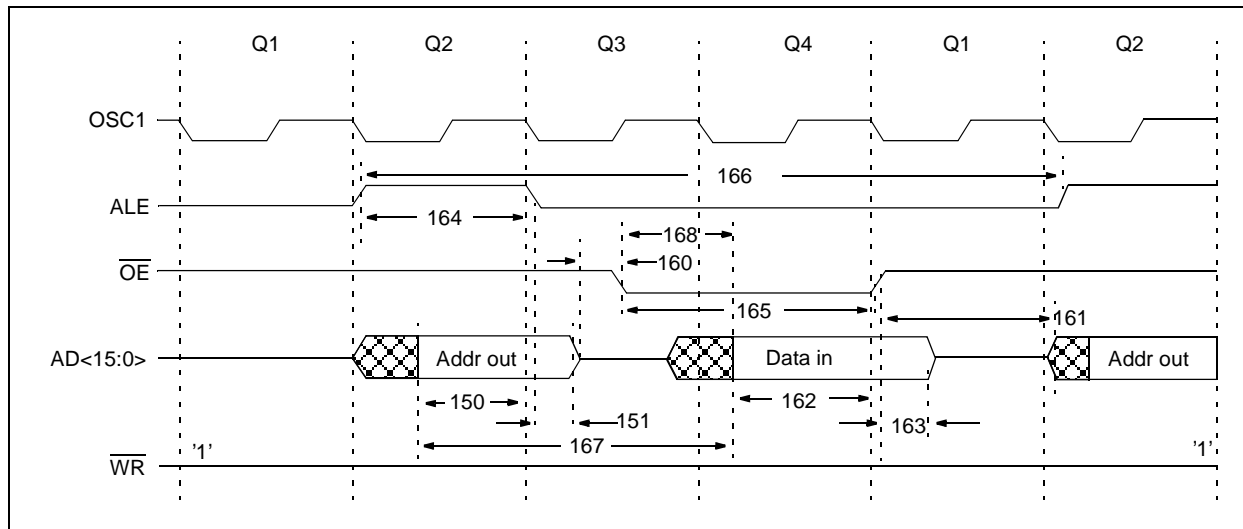 Q1 Q2 Q3 Q4 Q1 Q2
OSC1
166
ALE
164
168
OE
160
165
161
AD<15:0>
Addr out
Data in
Addr out
150
162
151
163
167
'1'
'1'
WR